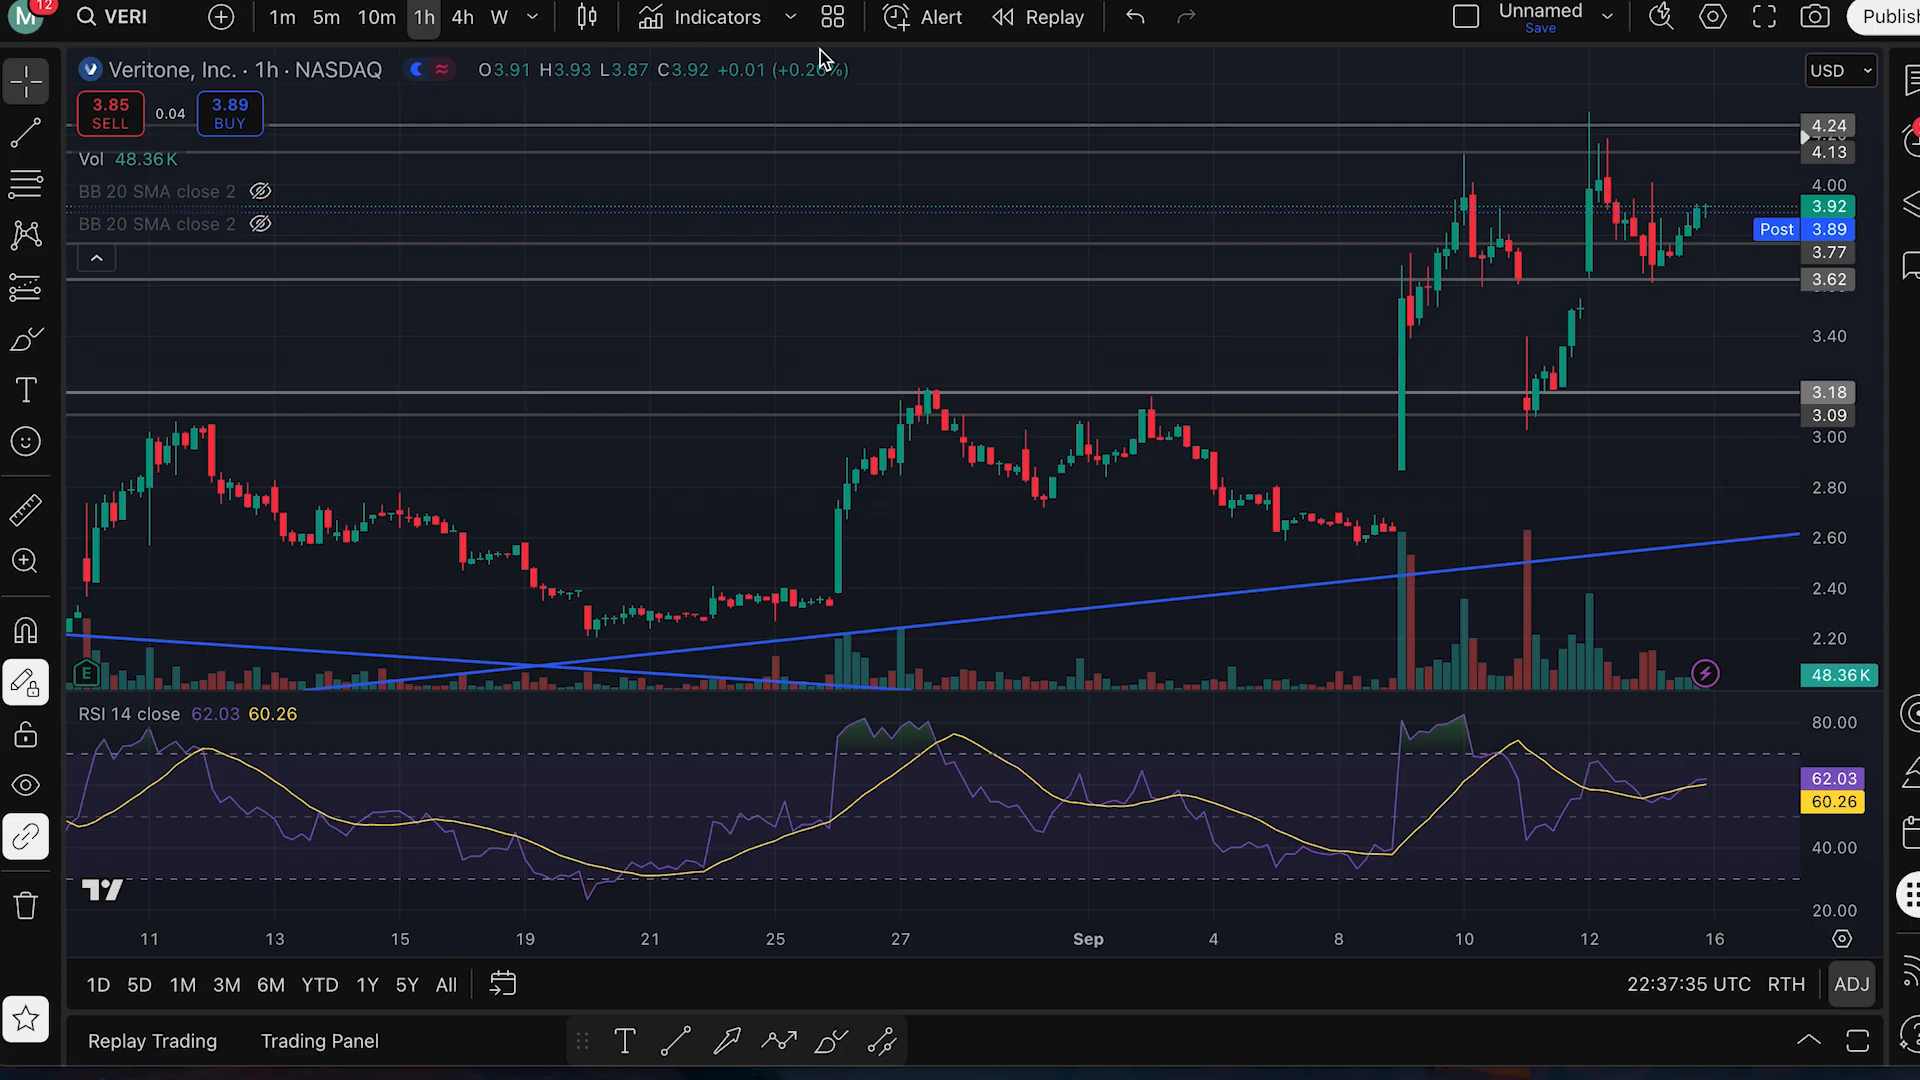 M 12 VERI 1m 5m 10m 1h 4h W Indicators Alert Replay Unnamed Save Publish
Veritone, Inc. · 1h · NASDAQ O3.91 H3.93 L3.87 C3.92 +0.01 (+0.26%) USD
3.85 SELL 0.04 3.89 BUY
Vol 48.36K
BB 20 SMA close 2
BB 20 SMA close 2
4.24
4.13
4.00
3.92
Post 3.89
3.77
3.62
3.40
3.18
3.09
3.00
2.80
2.60
2.40
2.20
E
48.36K
RSI 14 close 62.03 60.26
80.00
62.03
60.26
40.00
20.00
11 13 15 19 21 25 27 Sep 4 8 10 12 16
1D 5D 1M 3M 6M YTD 1Y 5Y All 22:37:35 UTC RTH ADJ
Replay Trading Trading Panel